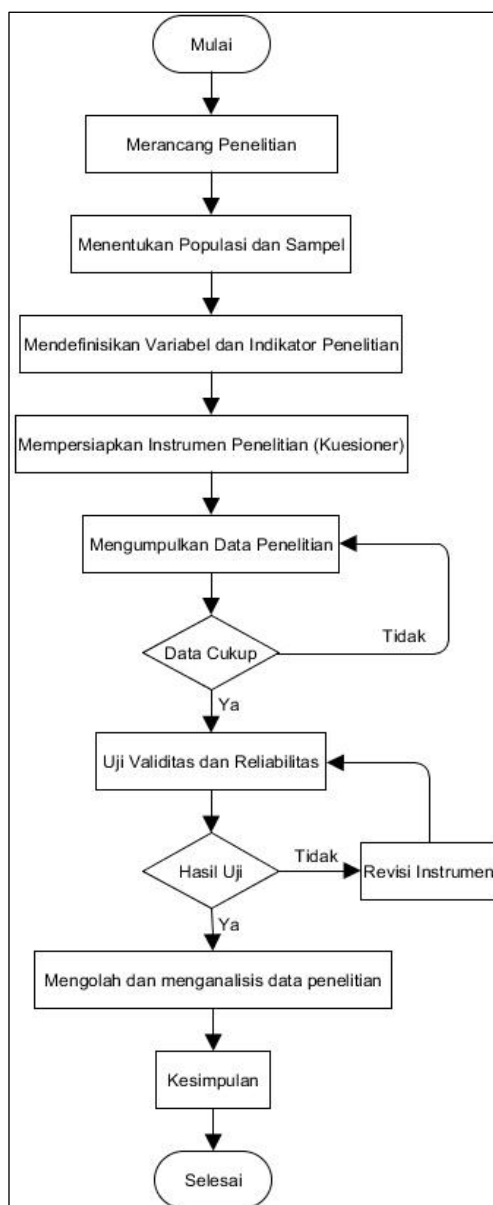 Mulai
Merancang Penelitian
Menentukan Populasi dan Sampel
Mendefinisikan Variabel dan Indikator Penelitian
Mempersiapkan Instrumen Penelitian (Kuesioner)
Mengumpulkan Data Penelitian
Tidak
Data Cukup
Ya
Uji Validitas dan Reliabilitas
Tidak
Hasil Uji
Revisi Instrumen
Ya
Mengolah dan menganalisis data penelitian
Kesimpulan
Selesai